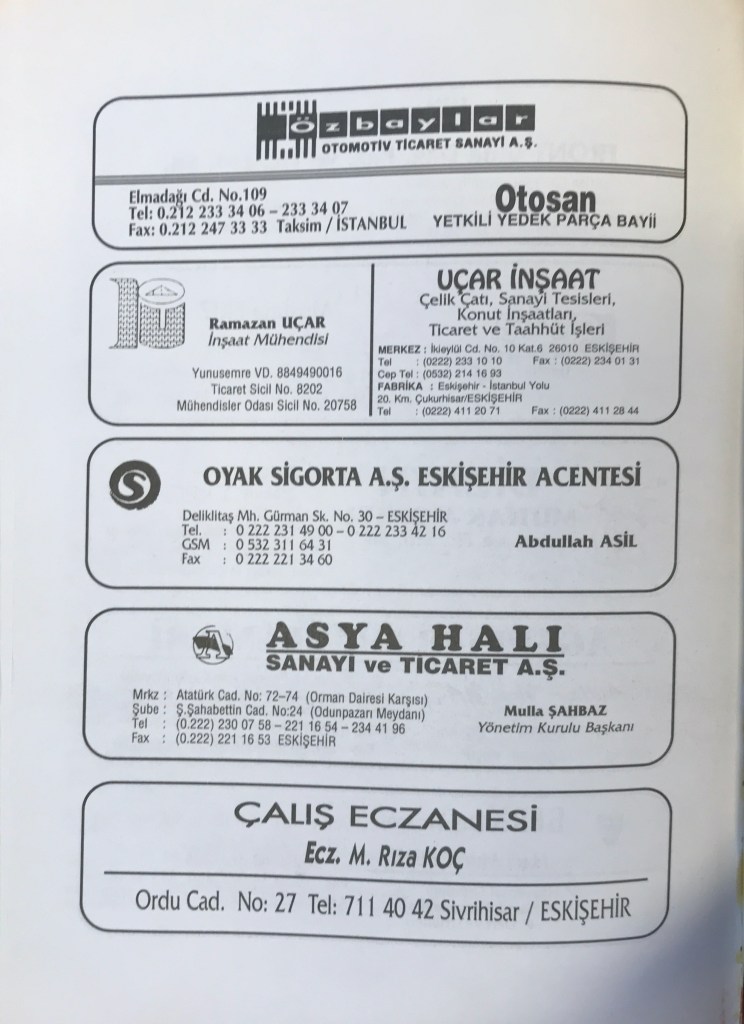 özbaylar
OTOMOTİV TİCARET SANAYİ A.Ş.
Elmadağı Cd. No.109
Tel: 0.212 233 34 06 – 233 34 07
Fax: 0.212 247 33 33 Taksim / İSTANBUL
Otosan
YETKİLİ YEDEK PARÇA BAYİİ
Ramazan UÇAR
İnşaat Mühendisi
Yunusemre VD. 8849490016
Ticaret Sicil No. 8202
Mühendisler Odası Sicil No. 20758
UÇAR İNŞAAT
Çelik Çatı, Sanayi Tesisleri,
Konut İnşaatları,
Ticaret ve Taahhüt İşleri
MERKEZ : İkieylül Cd. No. 10 Kat.6 26010 ESKİŞEHİR
Tel : (0222) 233 10 10 Fax : (0222) 234 01 31
Cep Tel : (0532) 214 16 93
FABRİKA : Eskişehir - İstanbul Yolu
20. Km. Çukurhisar/ESKİŞEHİR
Tel : (0222) 411 20 71 Fax : (0222) 411 28 44
OYAK SİGORTA A.Ş. ESKİŞEHİR ACENTESİ
Deliklitaş Mh. Gürman Sk. No. 30 – ESKİŞEHİR
Tel. : 0 222 231 49 00 – 0 222 233 42 16
GSM : 0 532 311 64 31
Fax : 0 222 221 34 60
Abdullah ASİL
ASYA HALI
SANAYİ ve TİCARET A.Ş.
Mrkz : Atatürk Cad. No: 72–74 (Orman Dairesi Karşısı)
Şube : Ş.Şahabettin Cad. No:24 (Odunpazarı Meydanı)
Tel : (0.222) 230 07 58 – 221 16 54 – 234 41 96
Fax : (0.222) 221 16 53 ESKİŞEHİR
Mulla ŞAHBAZ
Yönetim Kurulu Başkanı
ÇALIŞ ECZANESİ
Ecz. M. Rıza KOÇ
Ordu Cad. No: 27 Tel: 711 40 42 Sivrihisar / ESKİŞEHİR